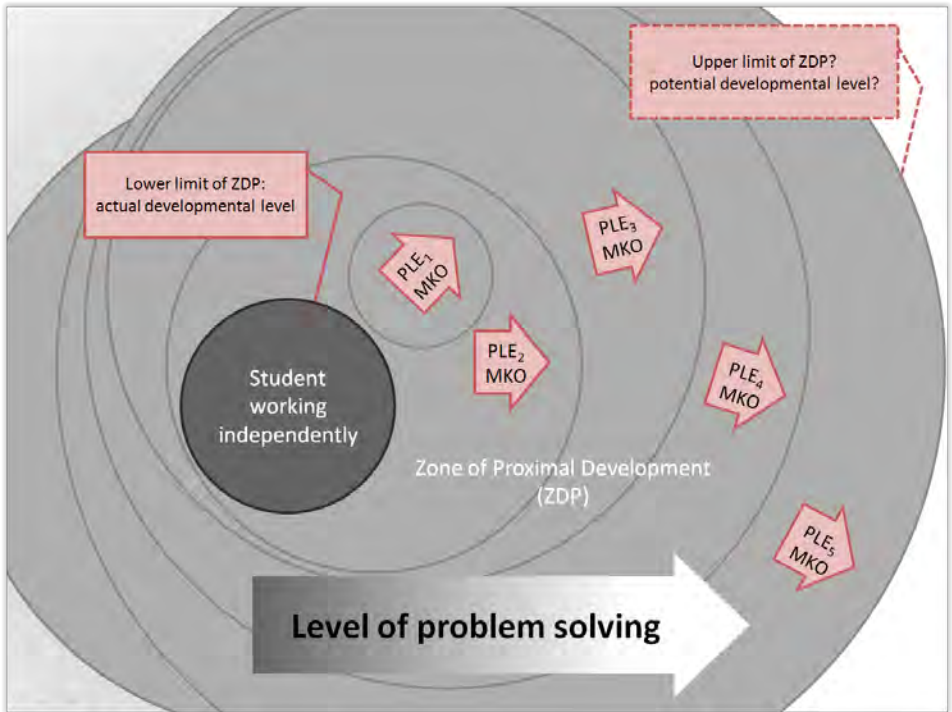 Upper limit of ZDP?
potential developmental level?
Lower limit of ZDP:
actual developmental level
PLE₁
MKO
PLE₃
MKO
PLE₂
MKO
Student
working
independently
PLE₄
MKO
Zone of Proximal Development
(ZDP)
PLE₅
MKO
Level of problem solving